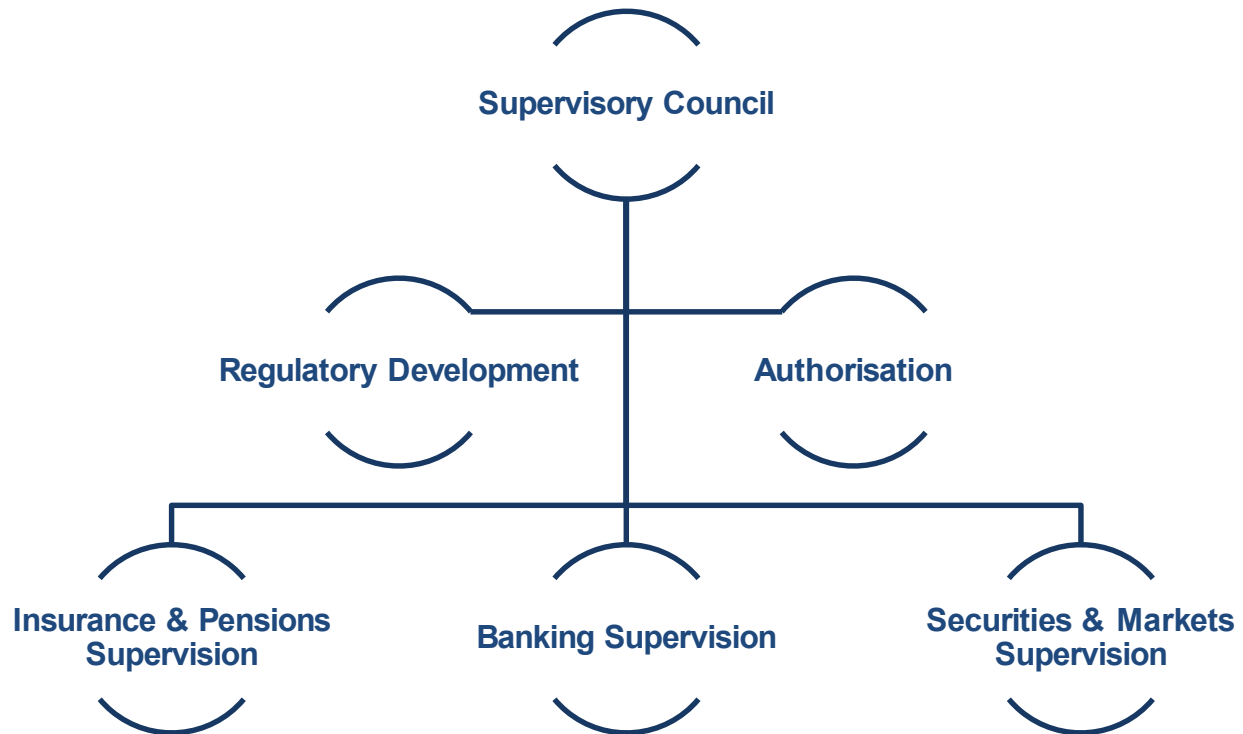 Supervisory Council
Regulatory Development
Authorisation
Insurance & Pensions
Supervision
Banking Supervision
Securities & Markets
Supervision